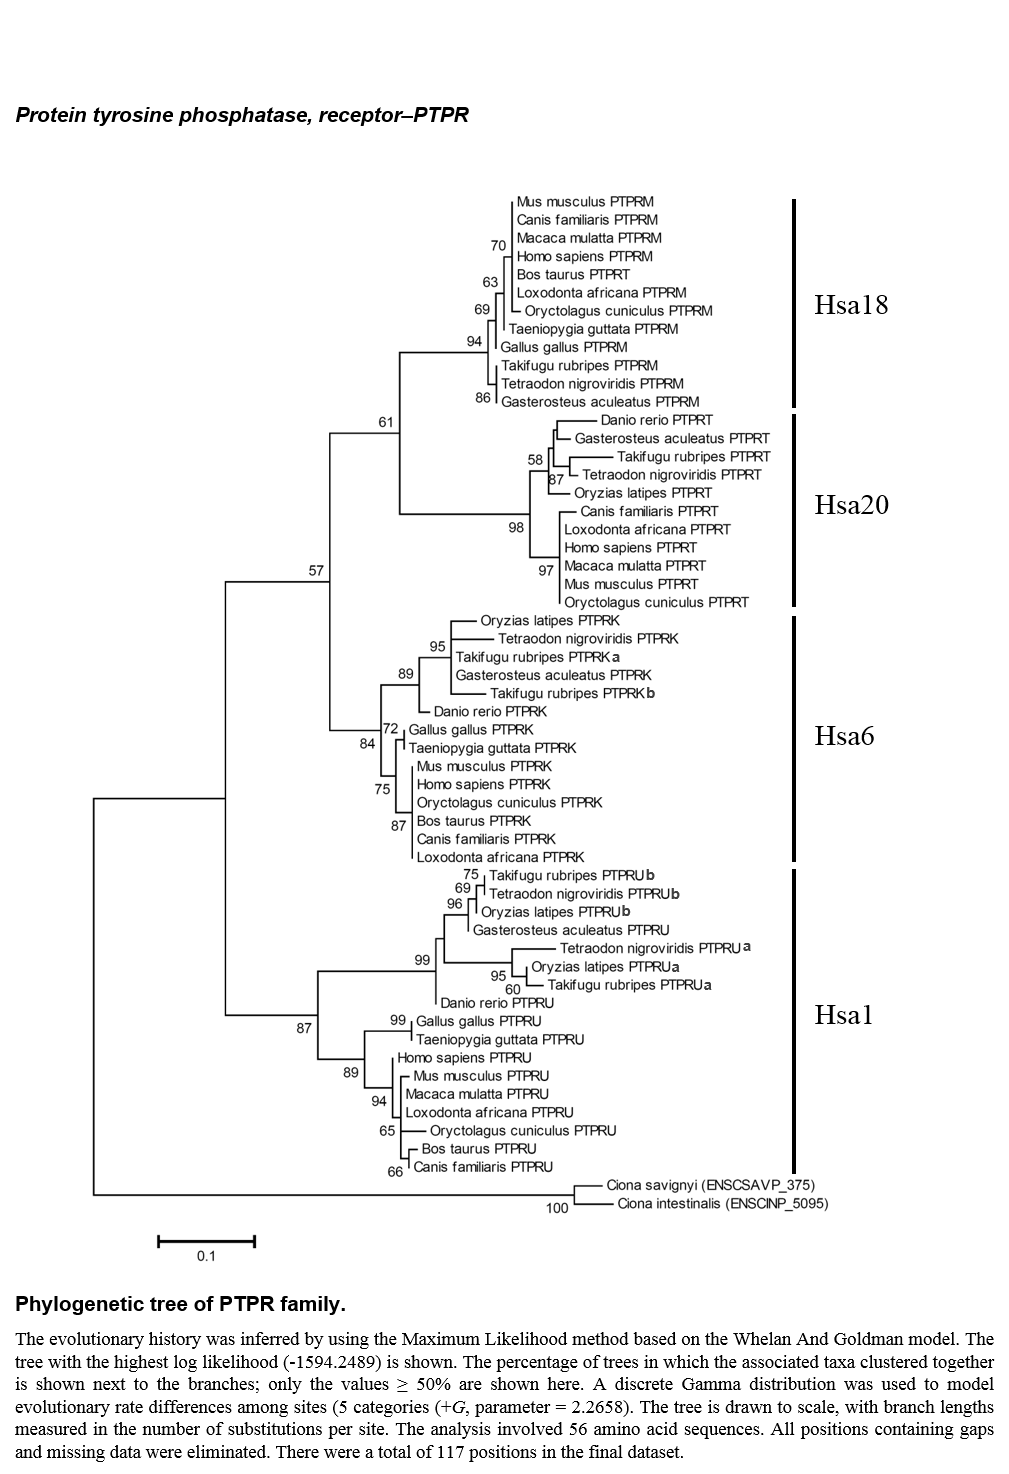 Protein tyrosine phosphatase, receptor–PTPR
Mus musculus PTPRM
Canis familiaris PTPRM
Macaca mulatta PTPRM
70
Homo sapiens PTPRM
Bos taurus PTPRT
63
Loxodonta africana PTPRM
Hsa18
69
Oryctolagus cuniculus PTPRM
Taeniopygia guttata PTPRM
94
Gallus gallus PTPRM
Takifugu rubripes PTPRM
Tetraodon nigroviridis PTPRM
86
Gasterosteus aculeatus PTPRM
61
Danio rerio PTPRT
Gasterosteus aculeatus PTPRT
58
Takifugu rubripes PTPRT
87
Tetraodon nigroviridis PTPRT
Oryzias latipes PTPRT
Hsa20
98
Canis familiaris PTPRT
Loxodonta africana PTPRT
Homo sapiens PTPRT
57
97
Macaca mulatta PTPRT
Mus musculus PTPRT
Oryctolagus cuniculus PTPRT
Oryzias latipes PTPRK
95
Tetraodon nigroviridis PTPRK
Takifugu rubripes PTPRKa
89
Gasterosteus aculeatus PTPRK
Takifugu rubripes PTPRKb
Danio rerio PTPRK
72
Gallus gallus PTPRK
Hsa6
84
Taeniopygia guttata PTPRK
Mus musculus PTPRK
75
Homo sapiens PTPRK
Oryctolagus cuniculus PTPRK
87
Bos taurus PTPRK
Canis familiaris PTPRK
Loxodonta africana PTPRK
75
Takifugu rubripes PTPRUb
69
Tetraodon nigroviridis PTPRUb
96
Oryzias latipes PTPRUb
Gasterosteus aculeatus PTPRU
Tetraodon nigroviridis PTPRUa
99
Oryzias latipes PTPRUa
95
60
Takifugu rubripes PTPRUa
Danio rerio PTPRU
Hsa1
87
99
Gallus gallus PTPRU
Taeniopygia guttata PTPRU
Homo sapiens PTPRU
89
Mus musculus PTPRU
94
Macaca mulatta PTPRU
Loxodonta africana PTPRU
65
Oryctolagus cuniculus PTPRU
Bos taurus PTPRU
66
Canis familiaris PTPRU
Ciona savignyi (ENSCSAVP_375)
100
Ciona intestinalis (ENSCINP_5095)
0.1
Phylogenetic tree of PTPR family.
The evolutionary history was inferred by using the Maximum Likelihood method based on the Whelan And Goldman model. The
tree with the highest log likelihood (-1594.2489) is shown. The percentage of trees in which the associated taxa clustered together
is shown next to the branches; only the values ≥ 50% are shown here. A discrete Gamma distribution was used to model
evolutionary rate differences among sites (5 categories (+G, parameter = 2.2658). The tree is drawn to scale, with branch lengths
measured in the number of substitutions per site. The analysis involved 56 amino acid sequences. All positions containing gaps
and missing data were eliminated. There were a total of 117 positions in the final dataset.